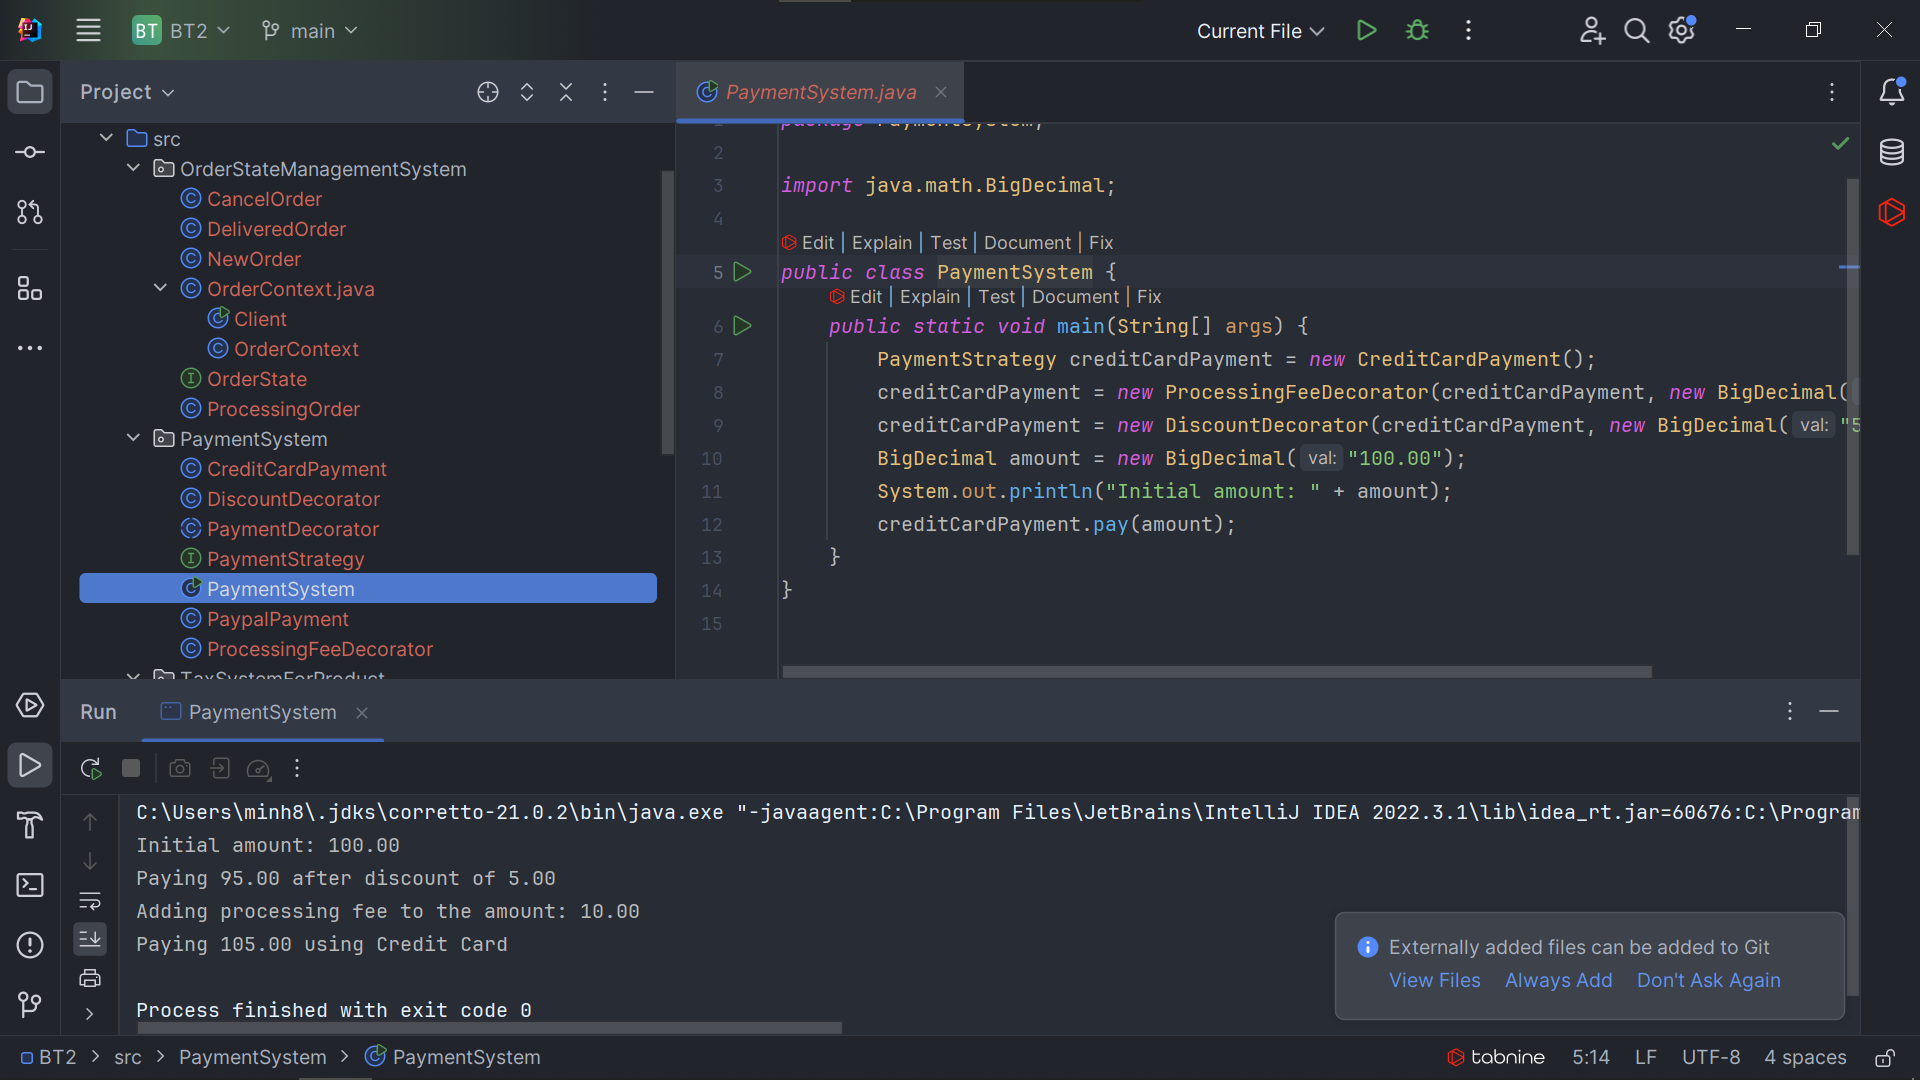 BT BT2 main Current File
Project
src
OrderStateManagementSystem
CancelOrder
DeliveredOrder
NewOrder
OrderContext.java
Client
OrderContext
OrderState
ProcessingOrder
PaymentSystem
CreditCardPayment
DiscountDecorator
PaymentDecorator
PaymentStrategy
PaymentSystem
PaypalPayment
ProcessingFeeDecorator
TaxSystemForProduct
PaymentSystem.java
1 package PaymentSystem;
2
3 import java.math.BigDecimal;
4
Edit | Explain | Test | Document | Fix
5 public class PaymentSystem {
Edit | Explain | Test | Document | Fix
6 public static void main(String[] args) {
7 PaymentStrategy creditCardPayment = new CreditCardPayment();
8 creditCardPayment = new ProcessingFeeDecorator(creditCardPayment, new BigDecimal(
9 creditCardPayment = new DiscountDecorator(creditCardPayment, new BigDecimal( val: "5
10 BigDecimal amount = new BigDecimal( val: "100.00");
11 System.out.println("Initial amount: " + amount);
12 creditCardPayment.pay(amount);
13 }
14 }
15
Run PaymentSystem
C:\Users\minh8\.jdks\corretto-21.0.2\bin\java.exe "-javaagent:C:\Program Files\JetBrains\IntelliJ IDEA 2022.3.1\lib\idea_rt.jar=60676:C:\Program
Initial amount: 100.00
Paying 95.00 after discount of 5.00
Adding processing fee to the amount: 10.00
Paying 105.00 using Credit Card
Process finished with exit code 0
Externally added files can be added to Git
View Files Always Add Don't Ask Again
BT2 > src > PaymentSystem > PaymentSystem
tabnine 5:14 LF UTF-8 4 spaces